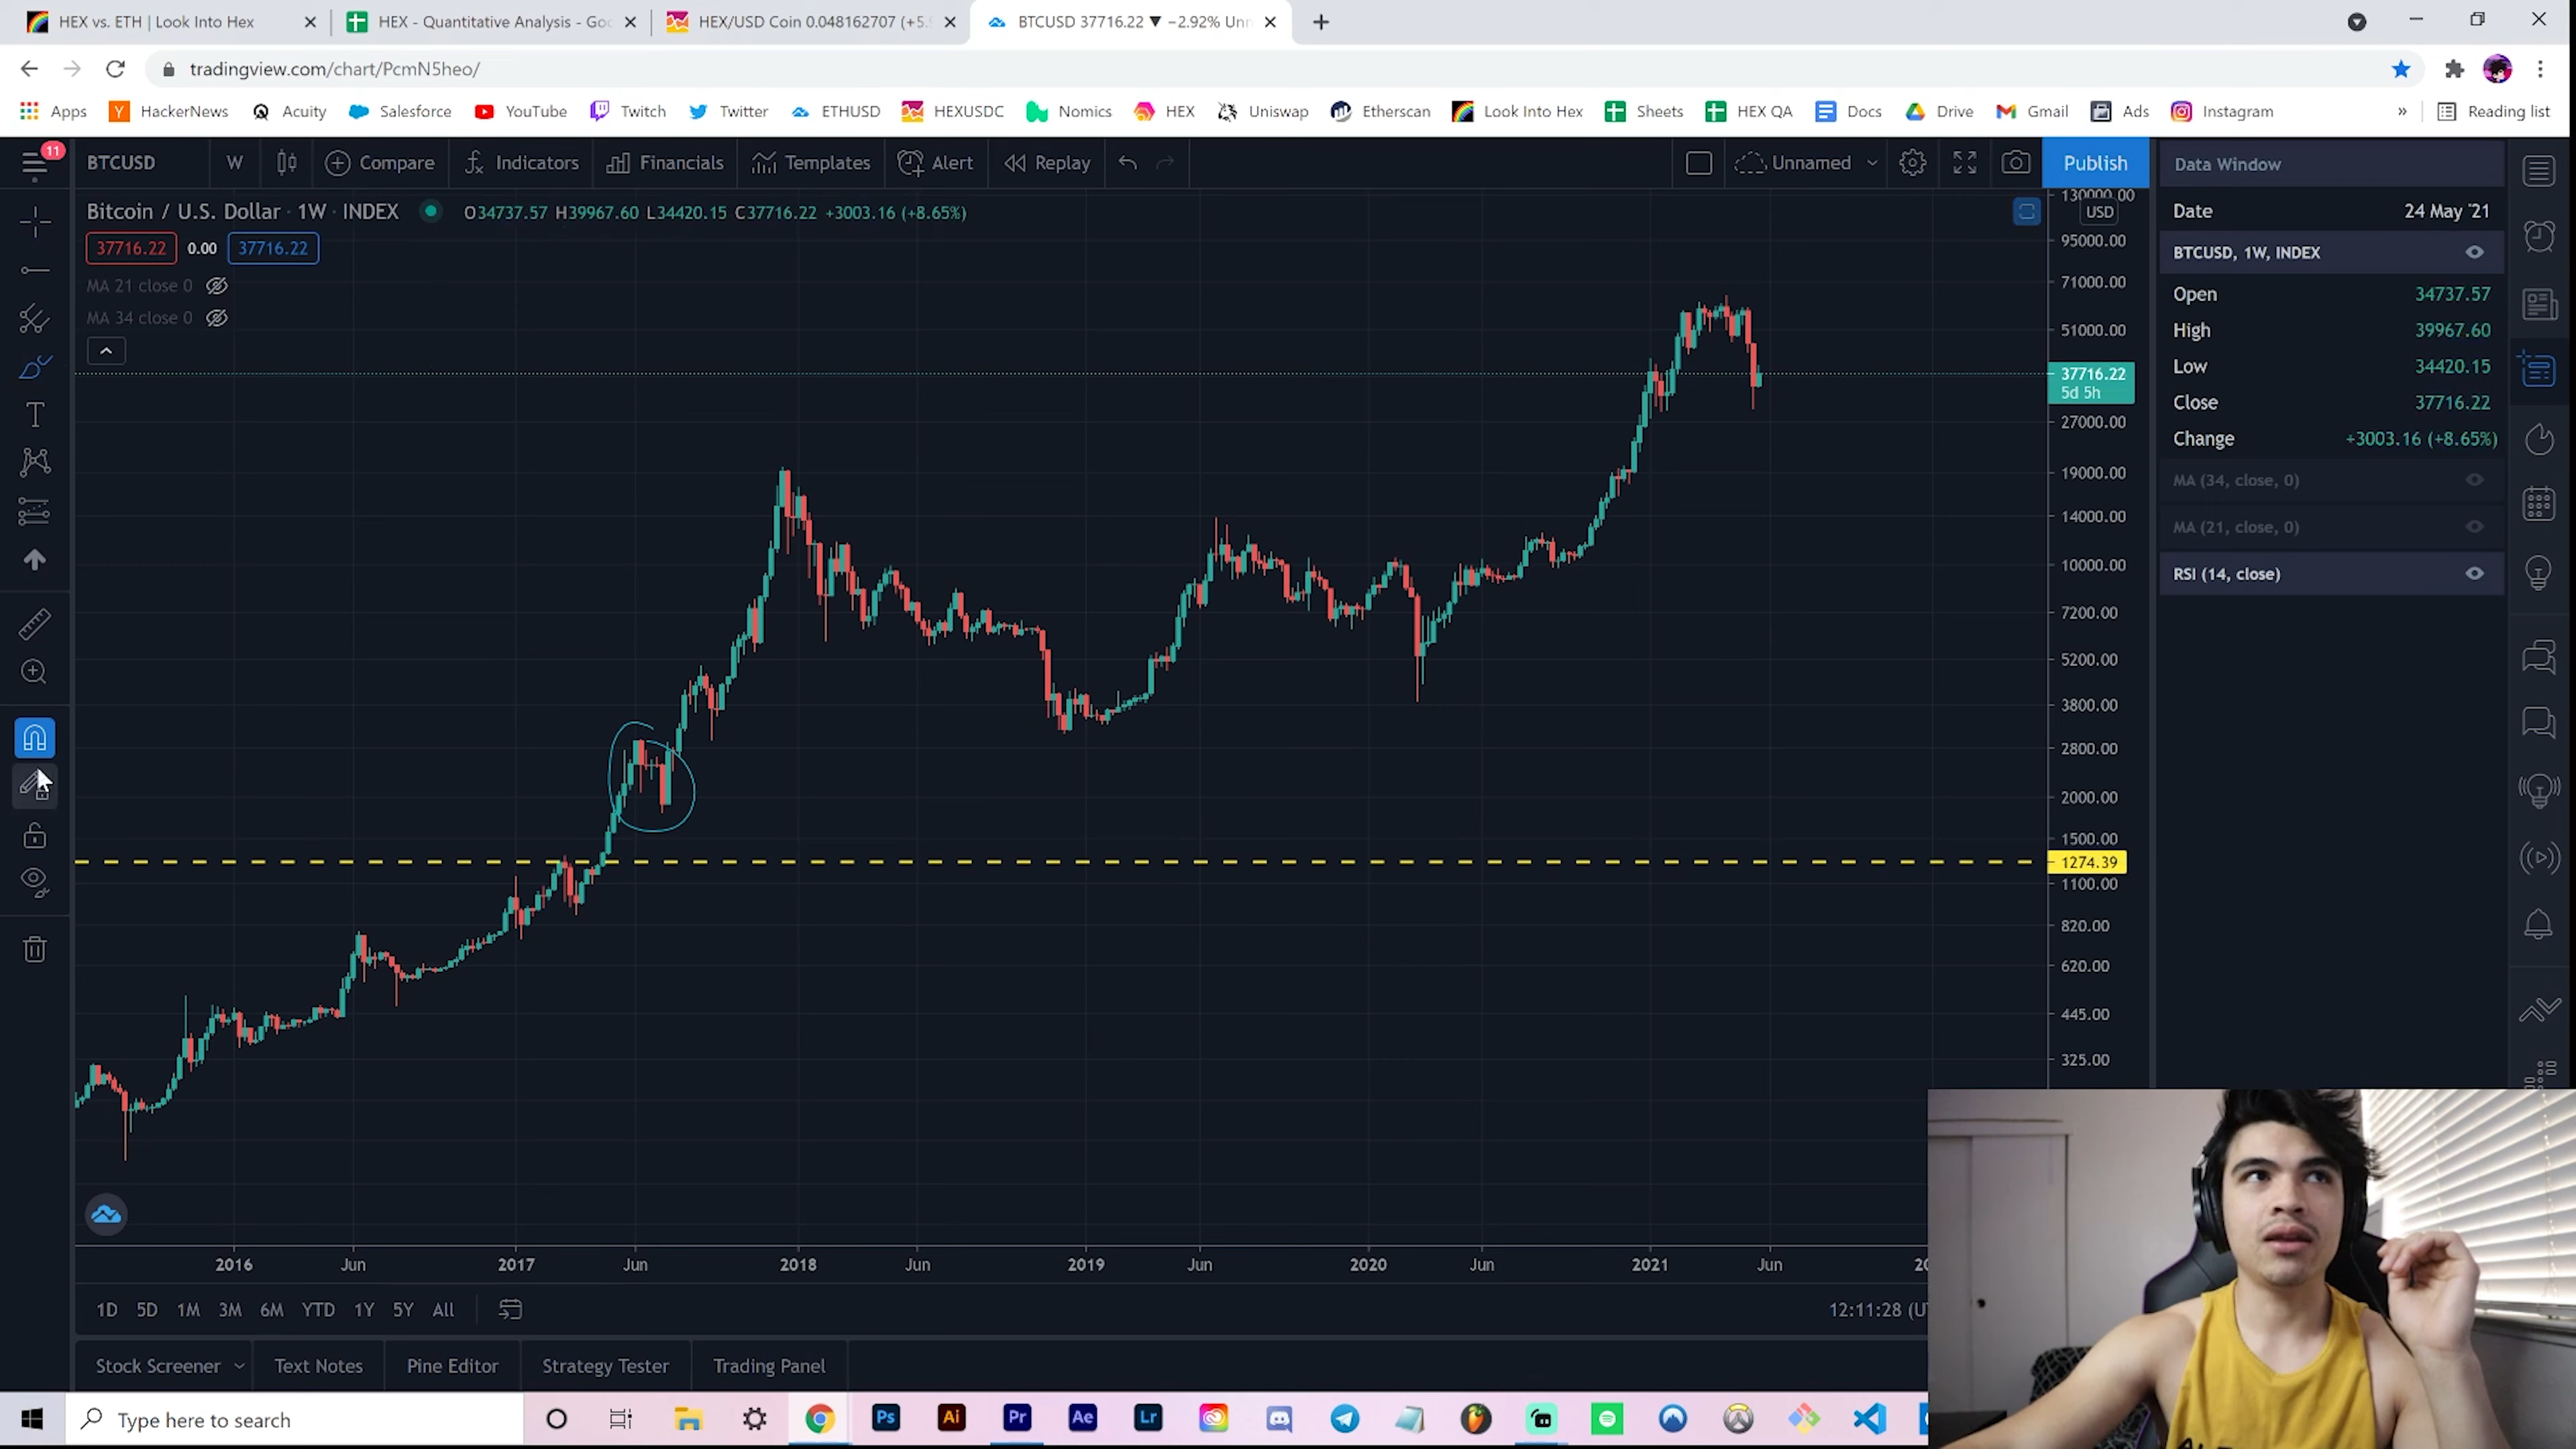 HEX vs. ETH | Look Into Hex
HEX - Quantitative Analysis - Goo
HEX/USD Coin 0.048162707 (+5.9
BTCUSD 37716.22 ▼ −2.92% Unn
tradingview.com/chart/PcmN5heo/
Apps HackerNews Acuity Salesforce YouTube Twitch Twitter ETHUSD HEXUSDC Nomics HEX Uniswap Etherscan Look Into Hex Sheets HEX QA Docs Drive Gmail Ads Instagram » Reading list
11
BTCUSD W Compare Indicators Financials Templates Alert Replay Unnamed Publish
Bitcoin / U.S. Dollar · 1W · INDEX O34737.57 H39967.60 L34420.15 C37716.22 +3003.16 (+8.65%)
37716.22 0.00 37716.22
MA 21 close 0
MA 34 close 0
130000.00
USD
95000.00
71000.00
51000.00
37716.22
5d 5h
27000.00
19000.00
14000.00
10000.00
7200.00
5200.00
3800.00
2800.00
2000.00
1500.00
1274.39
1100.00
820.00
620.00
445.00
325.00
Data Window
Date 24 May '21
BTCUSD, 1W, INDEX
Open 34737.57
High 39967.60
Low 34420.15
Close 37716.22
Change +3003.16 (+8.65%)
MA (34, close, 0)
MA (21, close, 0)
RSI (14, close)
2016 Jun 2017 Jun 2018 Jun 2019 Jun 2020 Jun 2021 Jun 20
1D 5D 1M 3M 6M YTD 1Y 5Y All 12:11:28 (U
Stock Screener Text Notes Pine Editor Strategy Tester Trading Panel
Type here to search
Ps Ai Pr Ae Lr